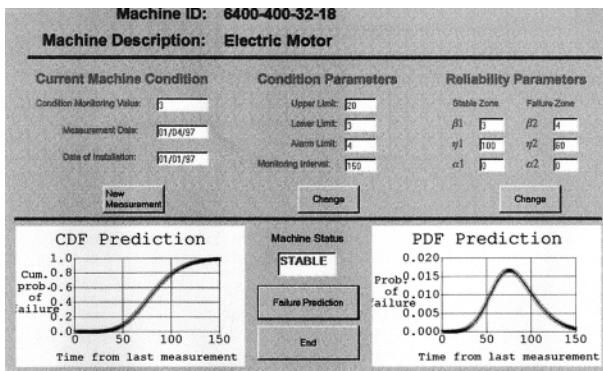 Machine ID: 6400-400-32-18
Machine Description: Electric Motor
Current Machine Condition
Condition Monitoring Value: 3
Measurement Date: 01/04/97
Date of Installation: 01/01/97
New Measurement
Condition Parameters
Upper Limit: 20
Lower Limit: 3
Alarm Limit: 4
Monitoring Interval: 150
Change
Reliability Parameters
Stable Zone Failure Zone
β1 3 β2 4
η1 100 η2 60
α1 0 α2 0
Change
CDF Prediction
Cum. prob. of failure
1.0
0.8
0.6
0.4
0.2
0.0
0 50 100 150
Time from last measurement
Machine Status
STABLE
Failure Prediction
End
PDF Prediction
Prob. of failure
0.020
0.015
0.010
0.005
0.000
0 50 100 150
Time from last measurement